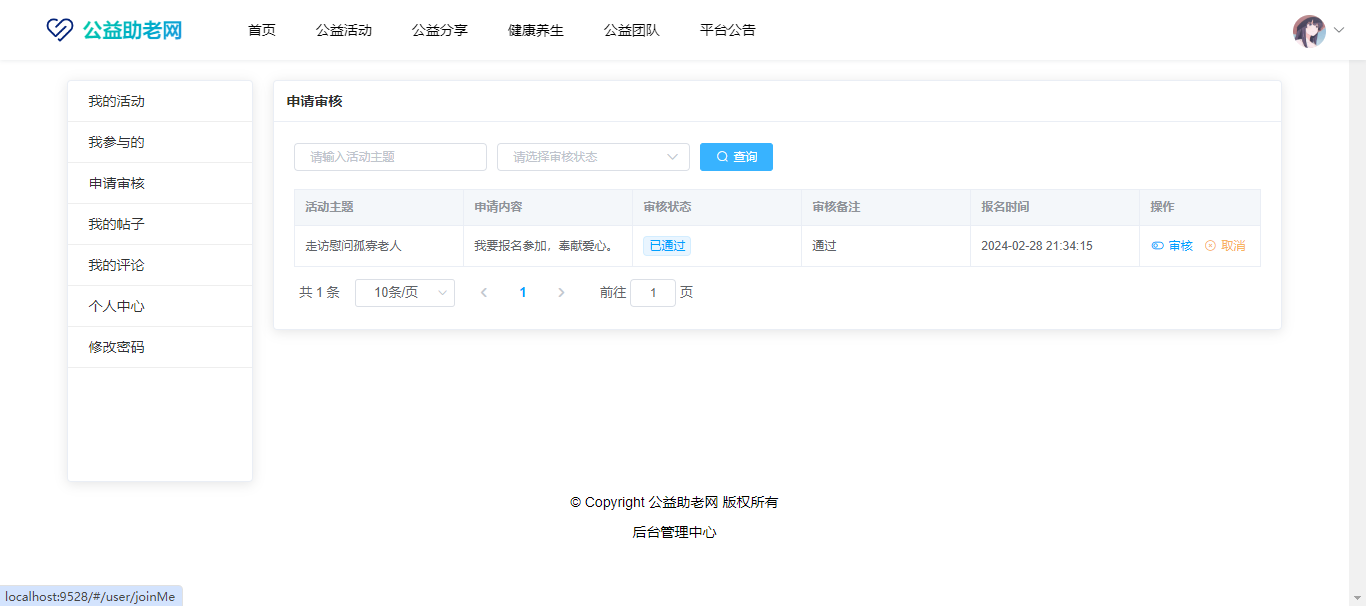 公益助老网 首页 公益活动 公益分享 健康养生 公益团队 平台公告
我的活动
我参与的
申请审核
我的帖子
我的评论
个人中心
修改密码
申请审核
请输入活动主题 请选择审核状态 查询
活动主题 申请内容 审核状态 审核备注 报名时间 操作
走访慰问孤寡老人 我要报名参加，奉献爱心。 已通过 通过 2024-02-28 21:34:15 审核 取消
共 1 条 10条/页 1 前往 1 页
© Copyright 公益助老网 版权所有
后台管理中心
localhost:9528/#/user/joinMe